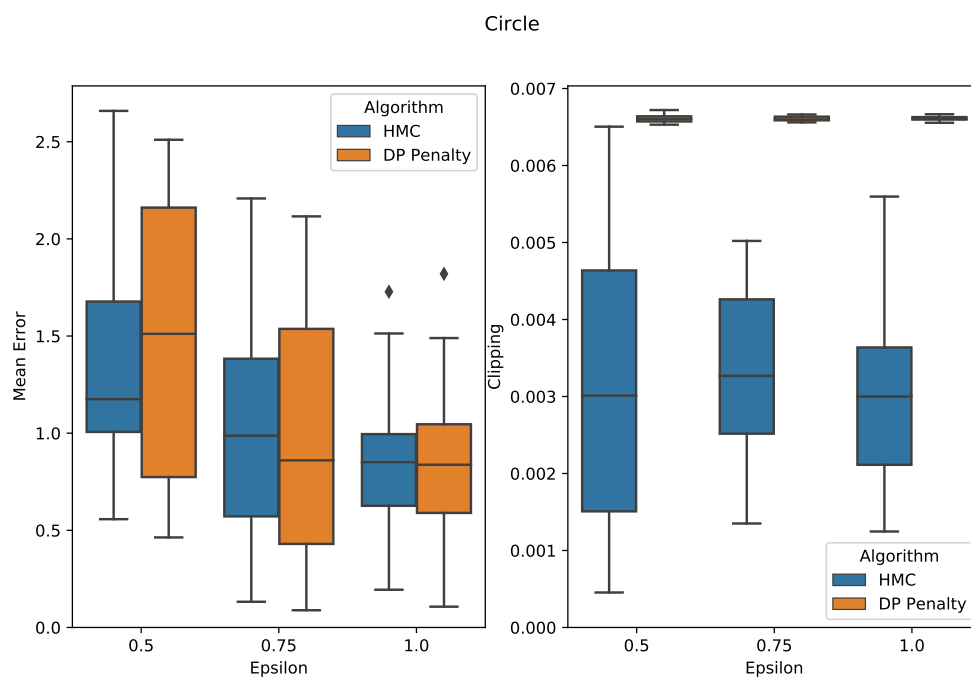 Circle
Mean Error
2.5
2.0
1.5
1.0
0.5
0.0
Algorithm
HMC
DP Penalty
0.5
0.75
1.0
Epsilon
Clipping
0.007
0.006
0.005
0.004
0.003
0.002
0.001
0.000
Algorithm
HMC
DP Penalty
0.5
0.75
1.0
Epsilon